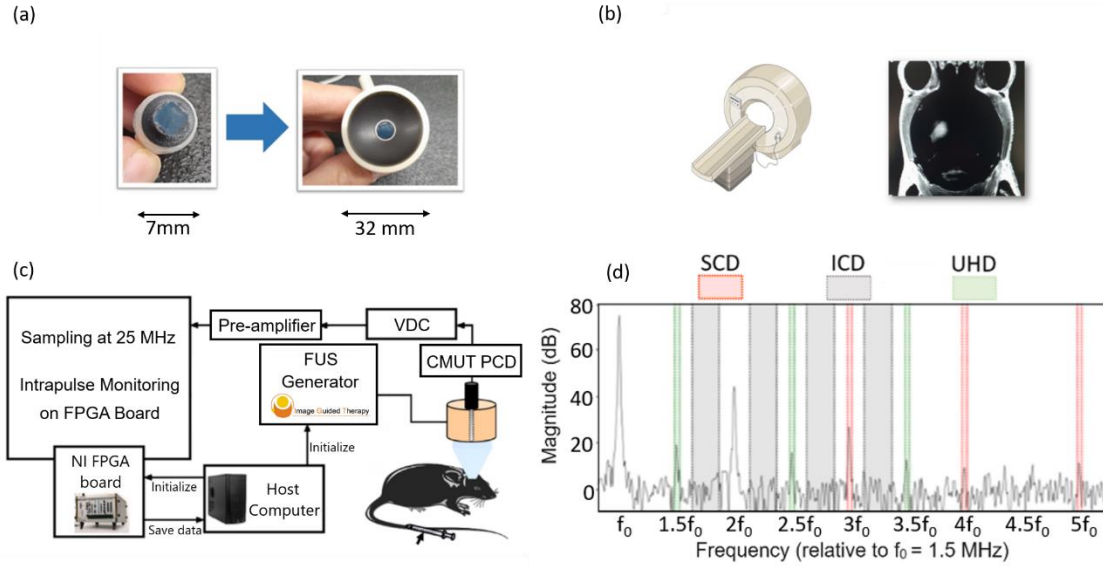 (a)
(b)
7mm
32 mm
(c)
Sampling at 25 MHz
Intrapulse Monitoring
on FPGA Board
Pre-amplifier
VDC
CMUT PCD
FUS
Generator
Image Guided Therapy
Initialize
NI FPGA
board
Initialize
Save data
Host
Computer
(d)
SCD
ICD
UHD
Magnitude (dB)
80
60
40
20
0
f₀
1.5f₀
2f₀
2.5f₀
3f₀
3.5f₀
4f₀
4.5f₀
5f₀
Frequency (relative to f₀ = 1.5 MHz)